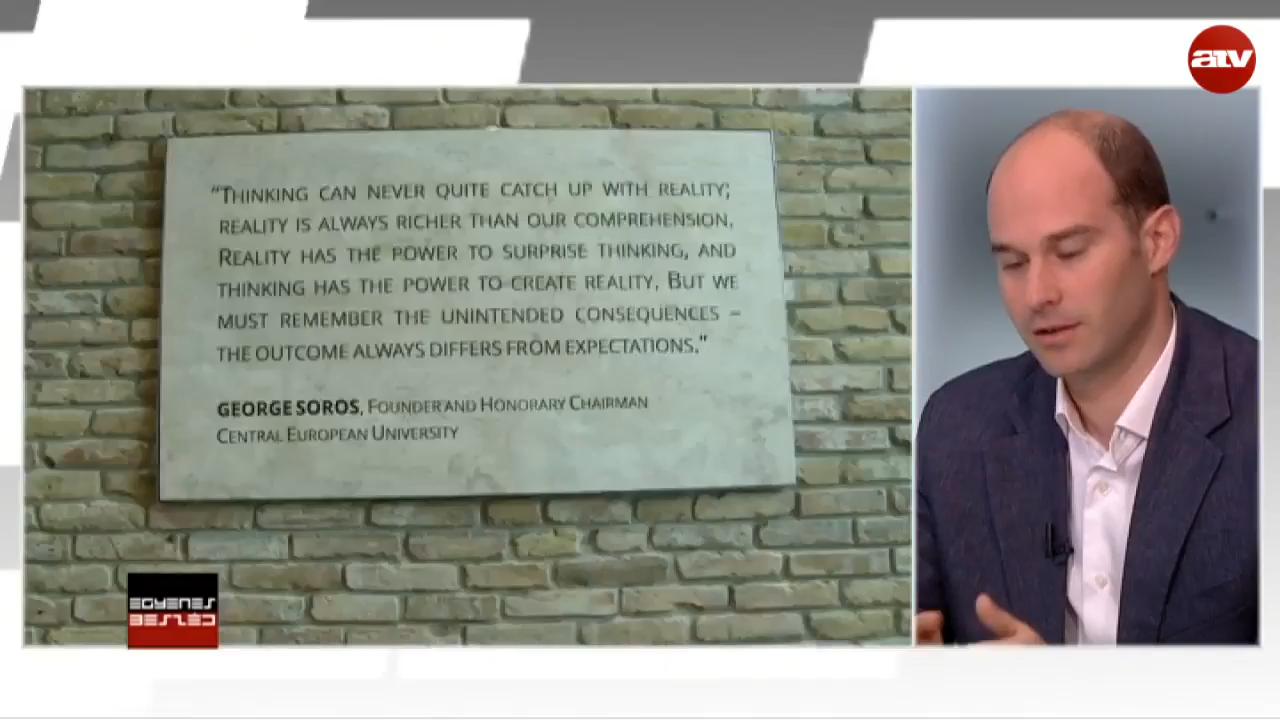 atv
“THINKING CAN NEVER QUITE CATCH UP WITH REALITY;
REALITY IS ALWAYS RICHER THAN OUR COMPREHENSION.
REALITY HAS THE POWER TO SURPRISE THINKING, AND
THINKING HAS THE POWER TO CREATE REALITY. BUT WE
MUST REMEMBER THE UNINTENDED CONSEQUENCES –
THE OUTCOME ALWAYS DIFFERS FROM EXPECTATIONS.”
GEORGE SOROS, FOUNDER AND HONORARY CHAIRMAN
CENTRAL EUROPEAN UNIVERSITY
EGYENES
BESZÉD